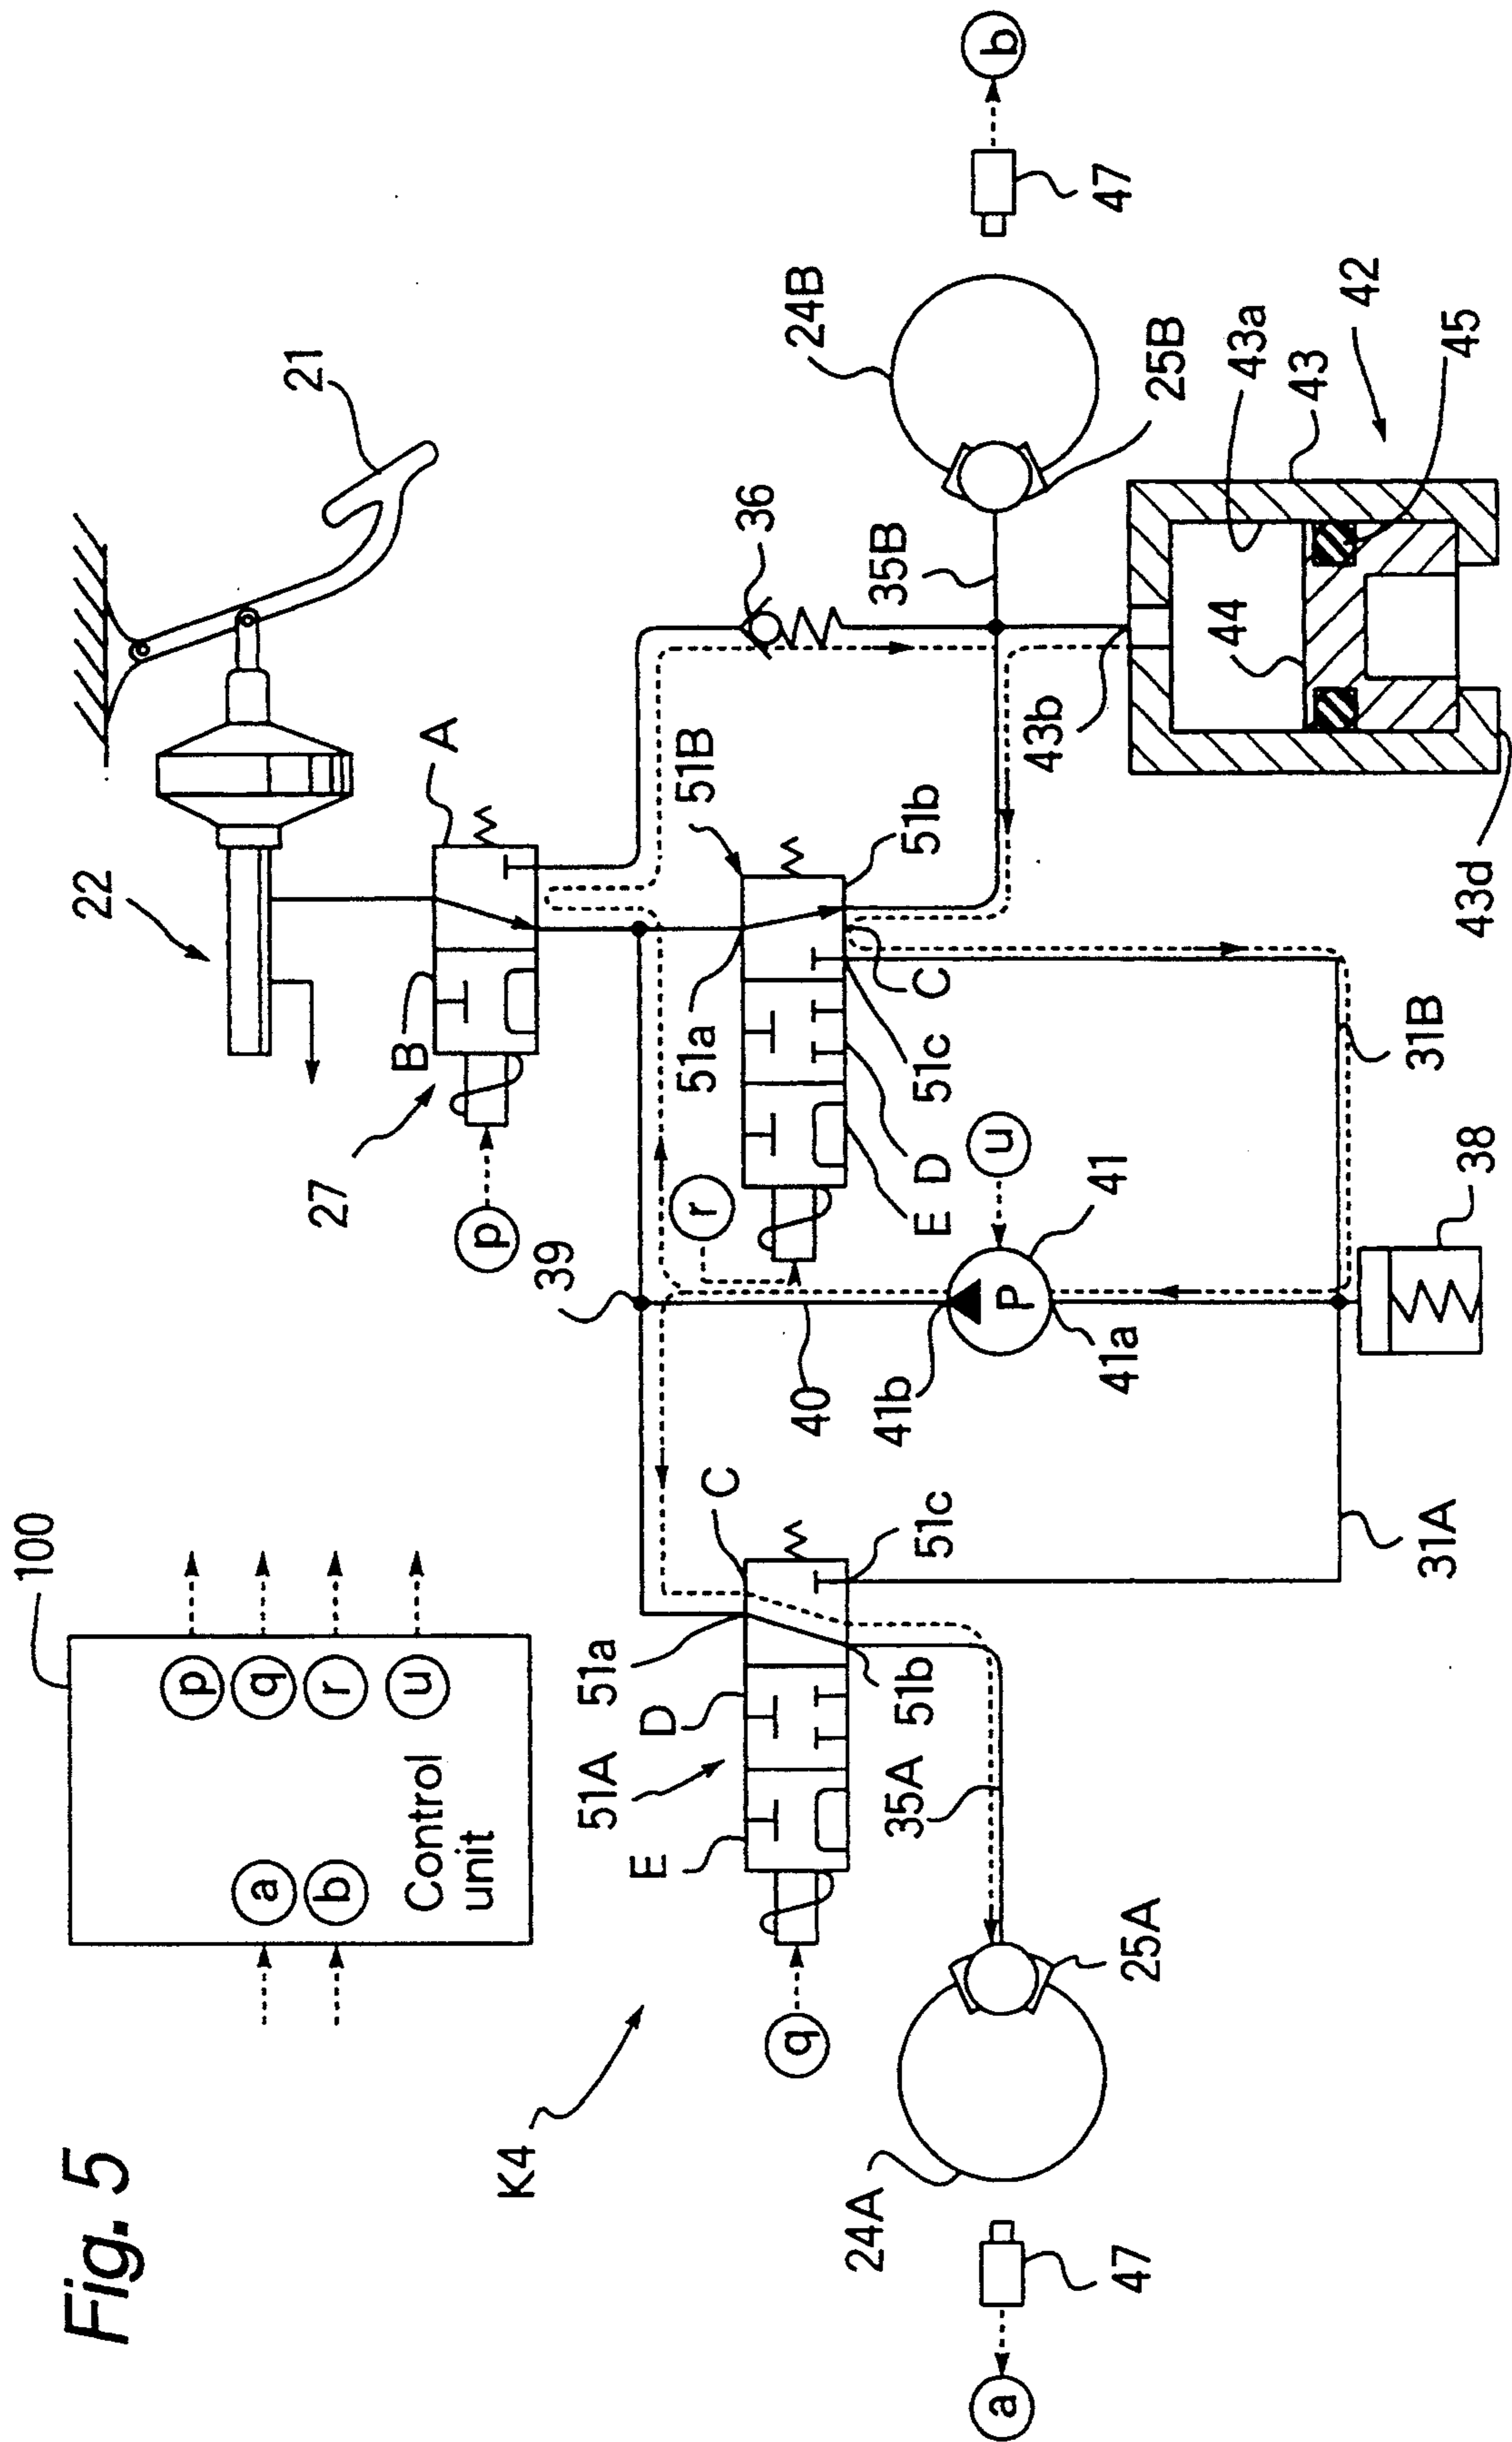 Fig. 5
100
p
q
r
u
a
b
Control
unit
K4
22
21
27
A
B
p
39
36
51A
51a
C
D
E
51b
51c
q
r
51B
51a
51b
51c
C
D
E
40
41b
41
41a
P
u
35A
35B
24A
25A
24B
25B
47
a
47
b
31A
31B
38
42
43
43a
43b
43d
44
45